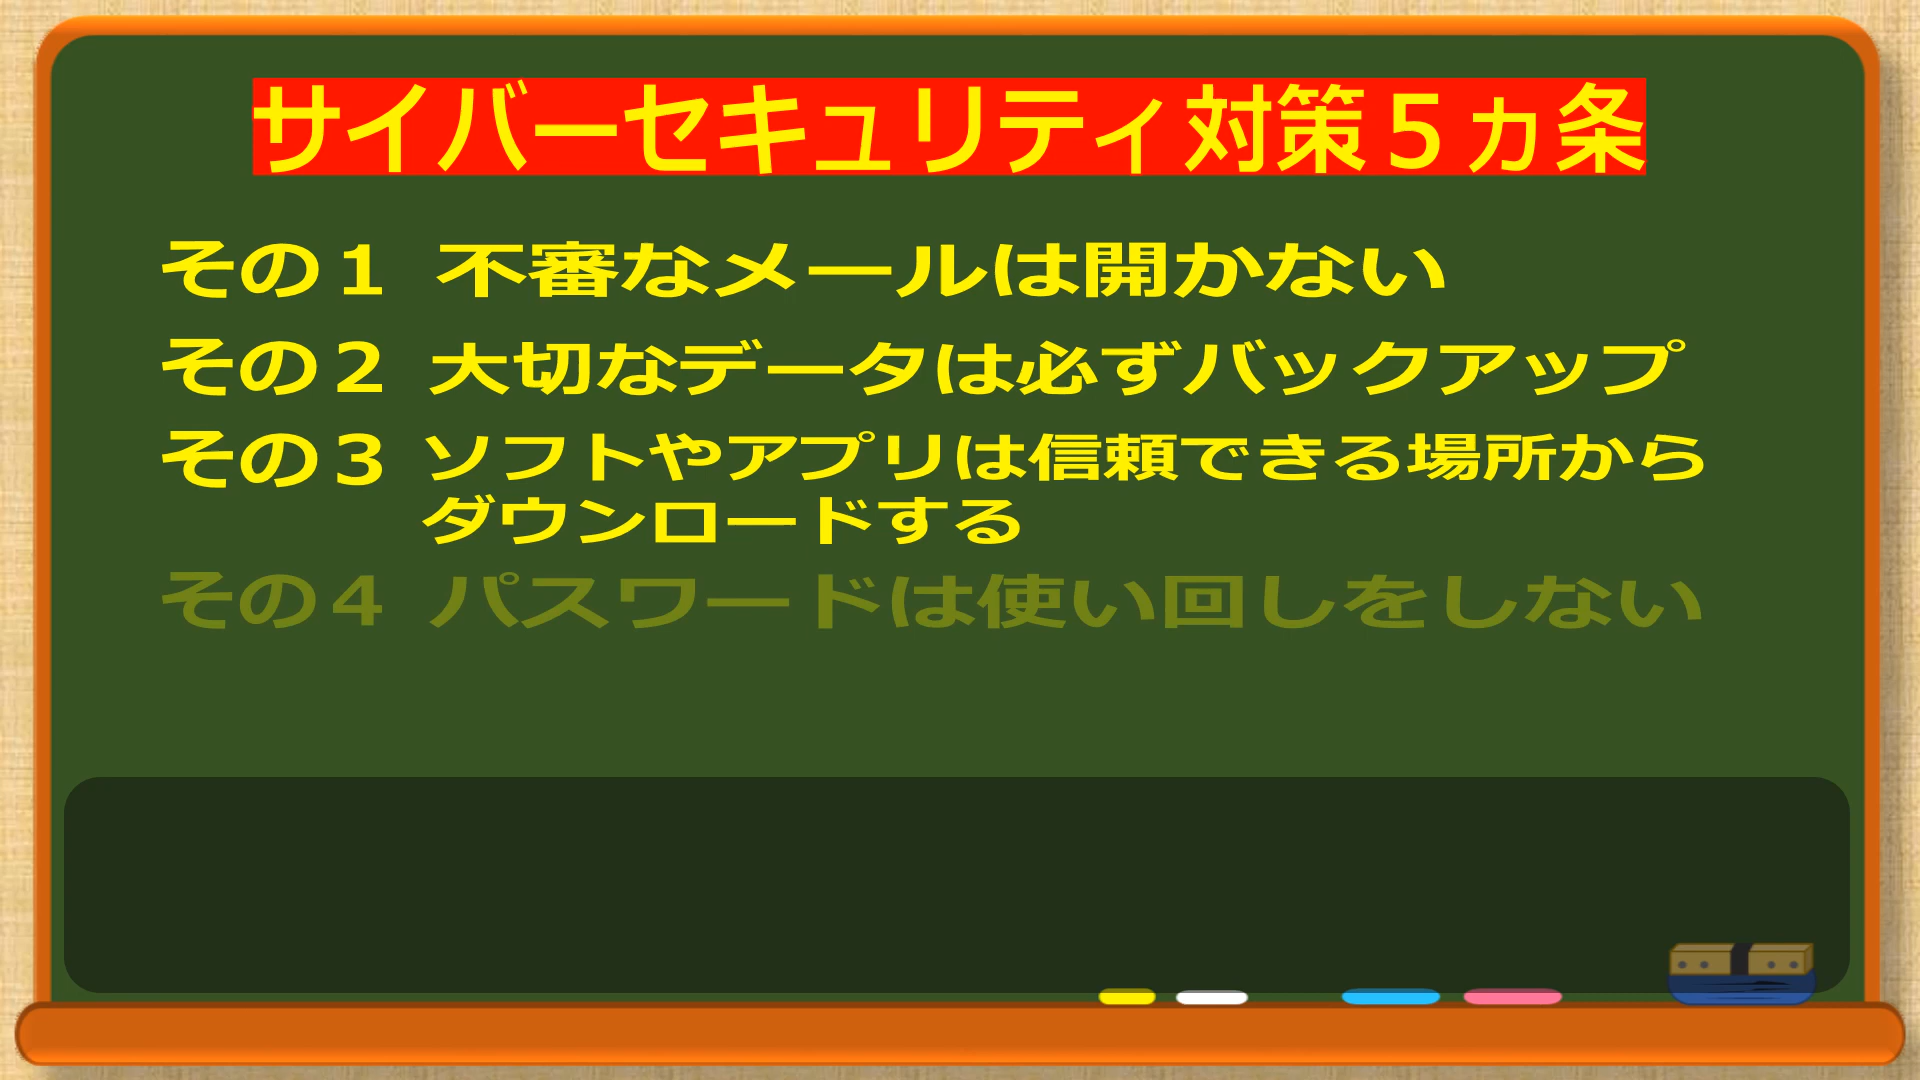 サイバーセキュリティ対策５ヵ条
その１ 不審なメールは開かない
その２ 大切なデータは必ずバックアップ
その３ ソフトやアプリは信頼できる場所から
ダウンロードする
その４ パスワードは使い回しをしない